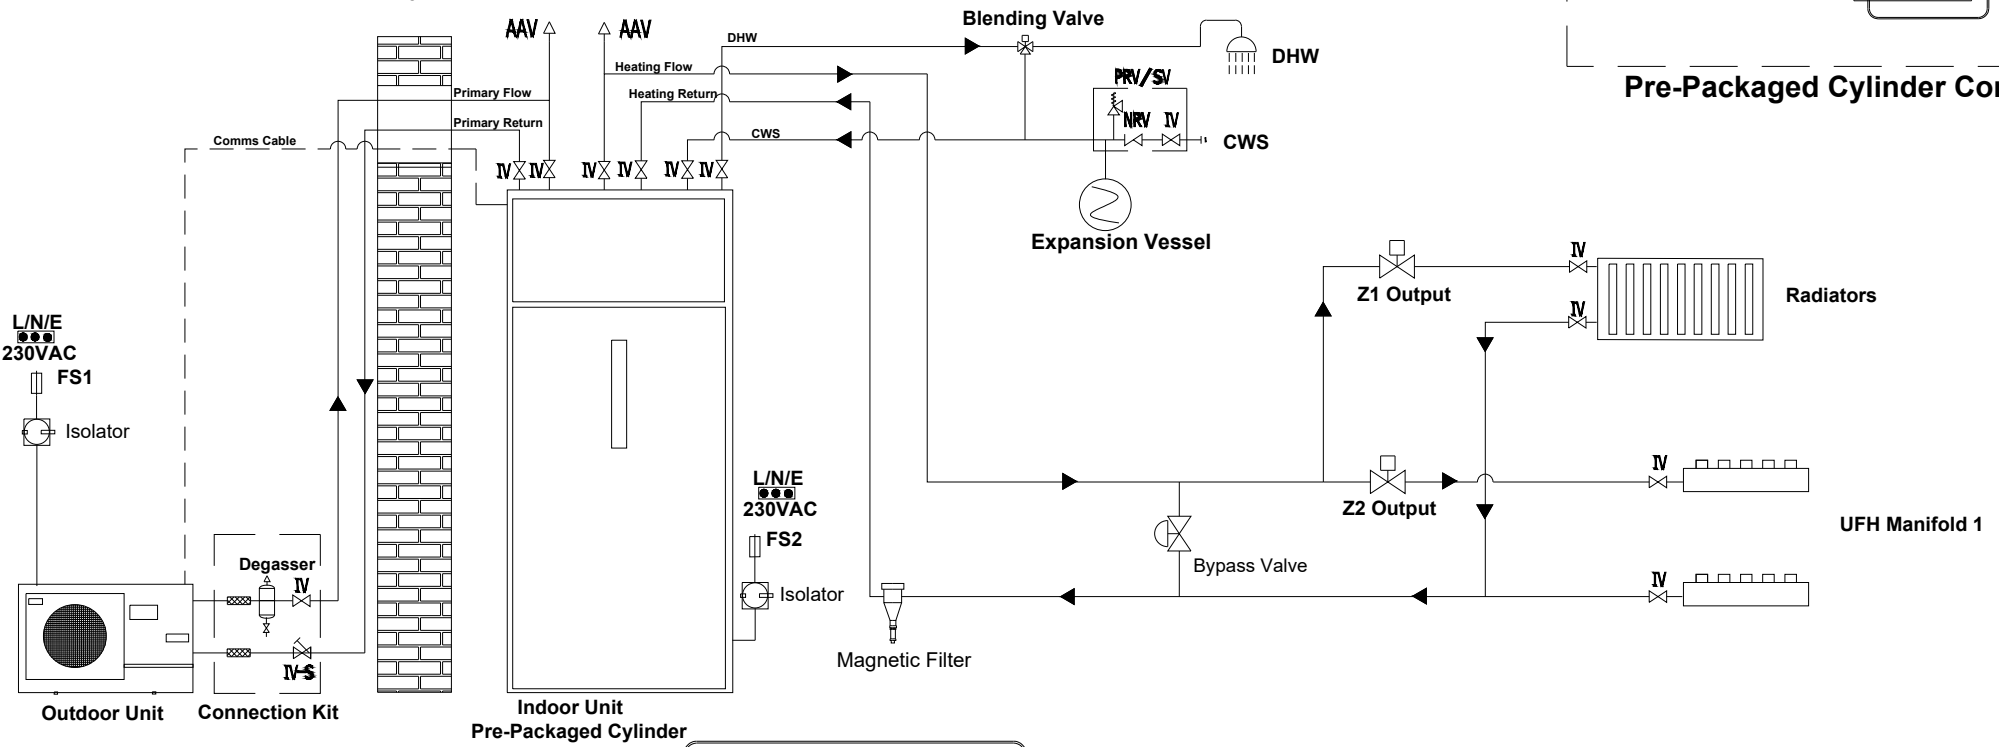 Blending Valve
AAV
AAV
DHW
DHW
Heating Flow
PRV/SV
Primary Flow
Heating Return
Pre-Packaged Cylinder Co
Primary Return
NRV
IV
Comms Cable
CWS
CWS
IV
IV
IV
IV
IV
IV
Expansion Vessel
IV
Z1 Output
Radiators
IV
L/N/E
230VAC
FS1
Isolator
IV
L/N/E
230VAC
Z2 Output
UFH Manifold 1
FS2
Degasser
Bypass Valve
IV
IV
Isolator
Magnetic Filter
IV-S
Outdoor Unit
Connection Kit
Indoor Unit
Pre-Packaged Cylinder